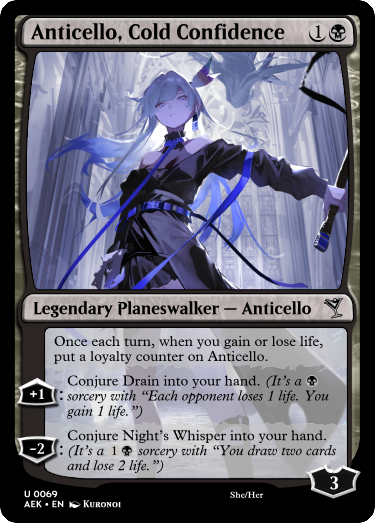 Anticello, Cold Confidence 1
Legendary Planeswalker — Anticello
Once each turn, when you gain or lose life,
put a loyalty counter on Anticello.
+1 : Conjure Drain into your hand. (It's a
sorcery with “Each opponent loses 1 life. You
gain 1 life.”)
-2 : Conjure Night's Whisper into your hand.
(It's a 1 sorcery with “You draw two cards
and lose 2 life.”)
3
She/Her
U 0069
AEK • EN Kuronoi